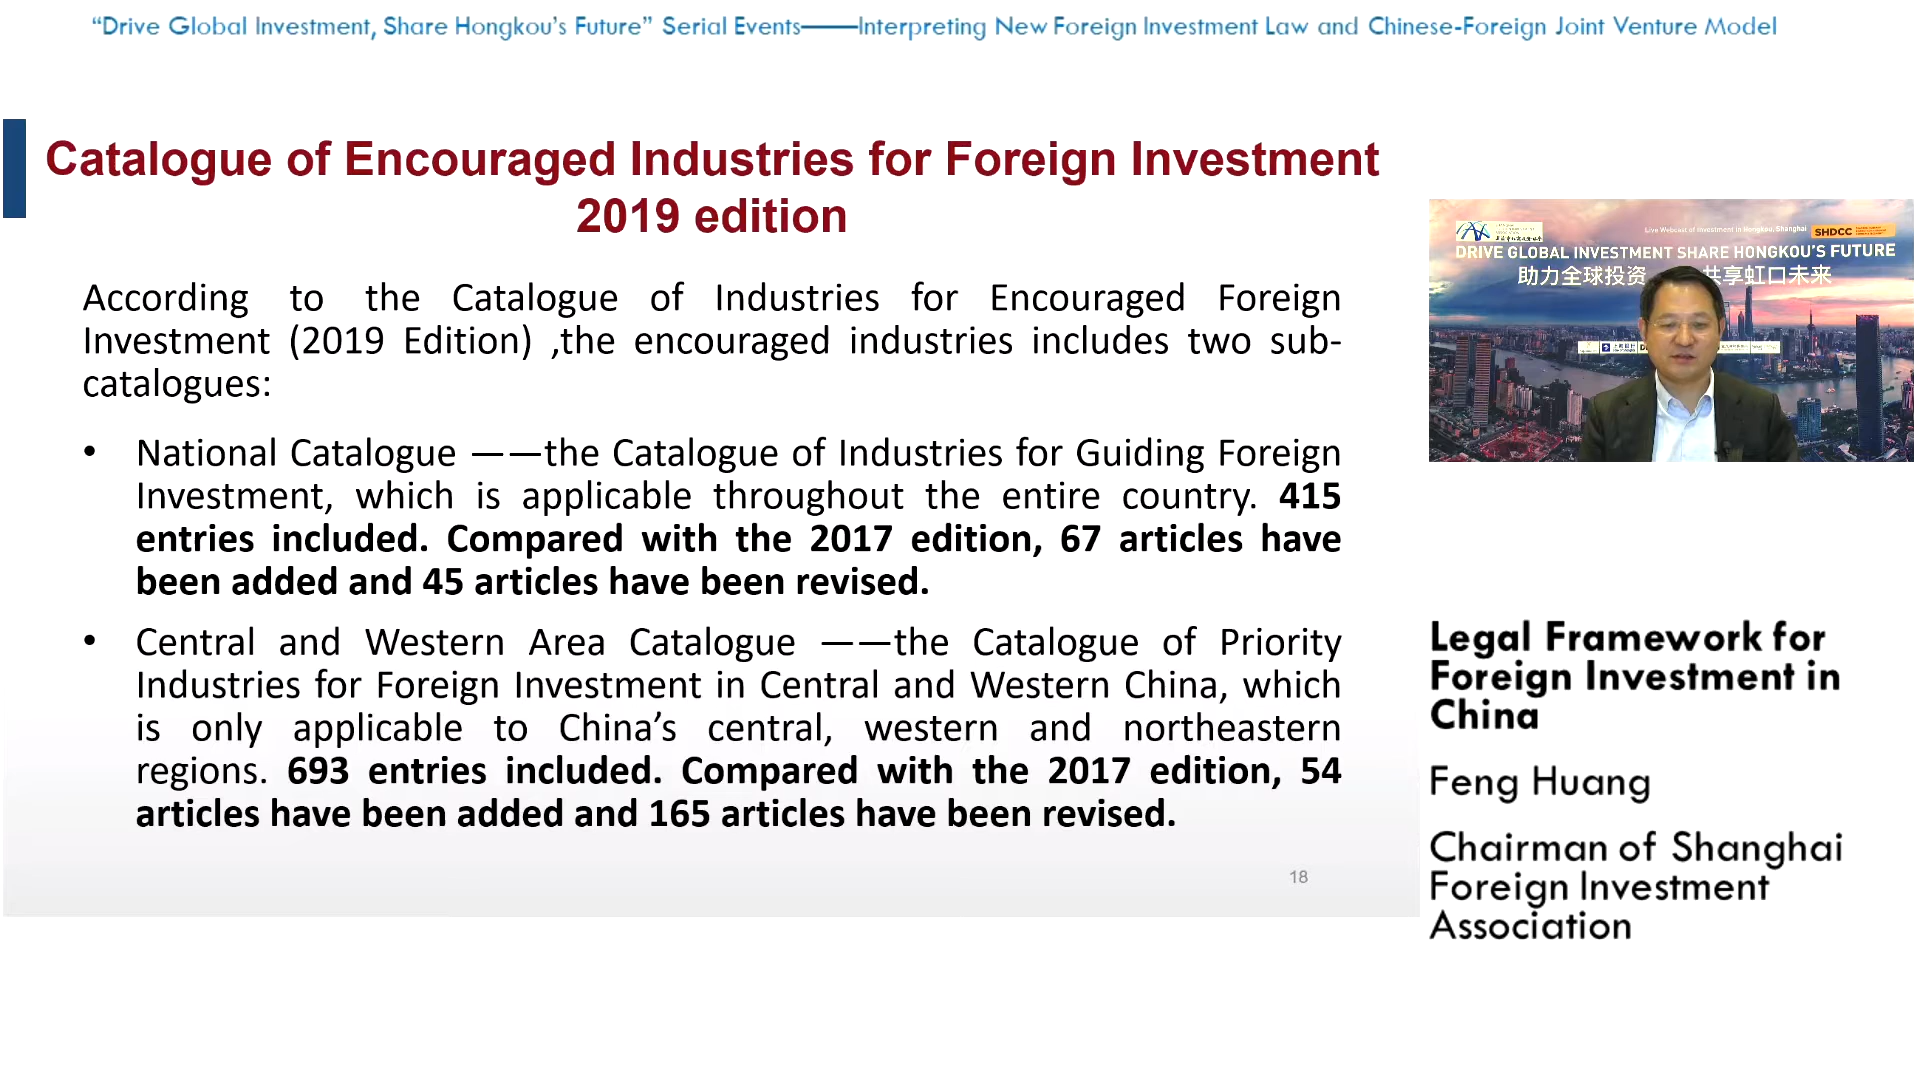 “Drive Global Investment, Share Hongkou’s Future” Serial Events——Interpreting New Foreign Investment Law and Chinese-Foreign Joint Venture Model
Catalogue of Encouraged Industries for Foreign Investment
2019 edition
According to the Catalogue of Industries for Encouraged Foreign
Investment (2019 Edition) ,the encouraged industries includes two sub-
catalogues:
• National Catalogue ——the Catalogue of Industries for Guiding Foreign
Investment, which is applicable throughout the entire country. 415
entries included. Compared with the 2017 edition, 67 articles have
been added and 45 articles have been revised.
• Central and Western Area Catalogue ——the Catalogue of Priority
Industries for Foreign Investment in Central and Western China, which
is only applicable to China’s central, western and northeastern
regions. 693 entries included. Compared with the 2017 edition, 54
articles have been added and 165 articles have been revised.
18
Live Webcast of Investment in Hongkou, Shanghai
SHDCC
DRIVE GLOBAL INVESTMENT SHARE HONGKOU'S FUTURE
助力全球投资 共享虹口未来
Legal Framework for
Foreign Investment in
China
Feng Huang
Chairman of Shanghai
Foreign Investment
Association